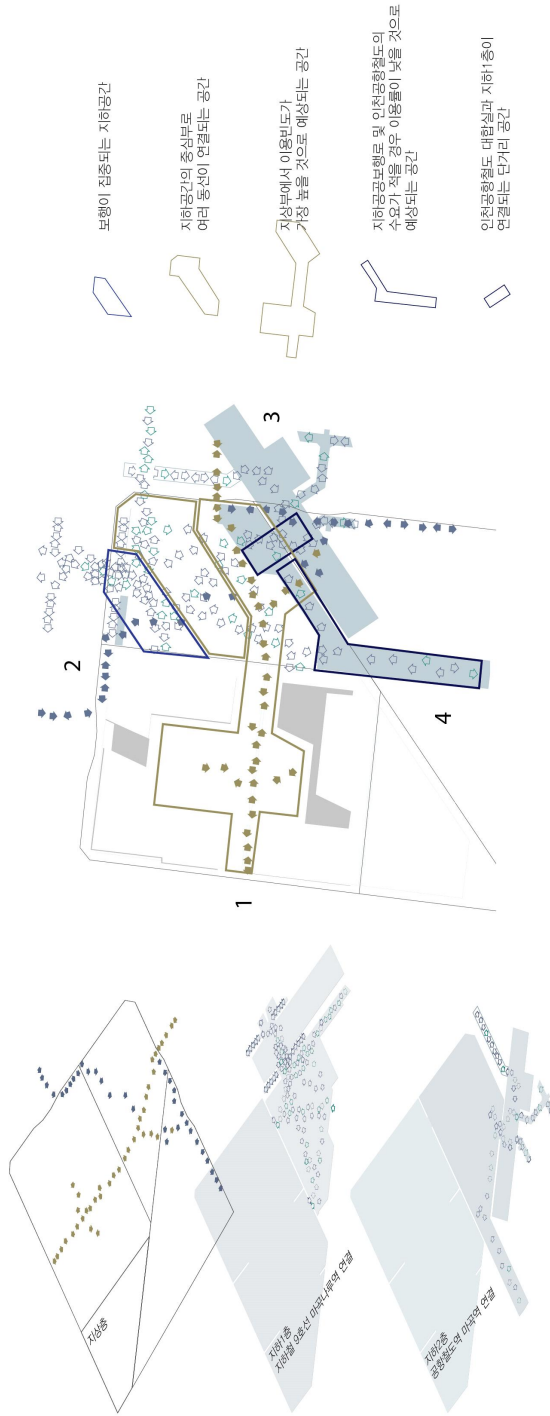 지상층
지하1층
지하철 9호선 마곡나루역 연결
지하2층
공항철도역 마곡역 연결
1
2
3
4
보행이 집중되는 지하공간
지하공간의 중심부로
여러 동선이 연결되는 공간
지상부에서 이용빈도가
가장 높을 것으로 예상되는 공간
지하공공보행로 및 인천공항철도의
수요가 적을 경우 이용률이 낮을 것으로
예상되는 공간
인천공항철도 대합실과 지하1층이
연결되는 단거리 공간